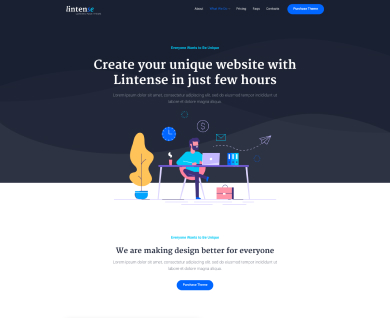 lintense
About
Pricing
Faqs
Contacts
Purchase Theme
Everyone Wants to Be Unique
Create your unique website with
Lintense in just few hours
Lorem ipsum dolor sit amet, consectetur adipiscing elit, sed do eiusmod tempor incididunt ut
labore et dolore magna aliqua.
Everyone Wants to Be Unique
We are making design better for everyone
Lorem ipsum dolor sit amet, consectetur adipiscing elit, sed do eiusmod tempor incididunt ut
labore et dolore magna aliqua.
Purchase Theme